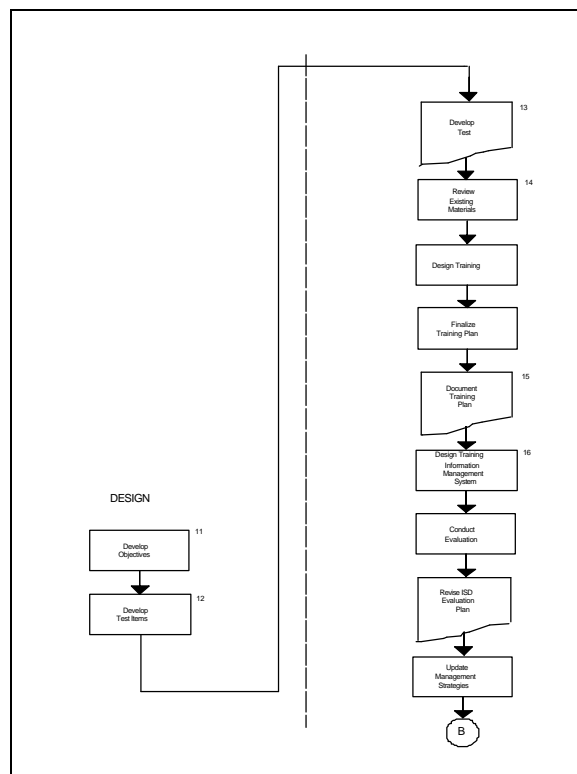 DESIGN
11
Develop
Objectives
12
Develop
Test Items
13
Develop
Test
14
Review
Existing
Materials
Design Training
Finalize
Training Plan
15
Document
Training
Plan
16
Design Training
Information
Management
System
Conduct
Evaluation
Revise ISD
Evaluation
Plan
Update
Management
Strategies
B